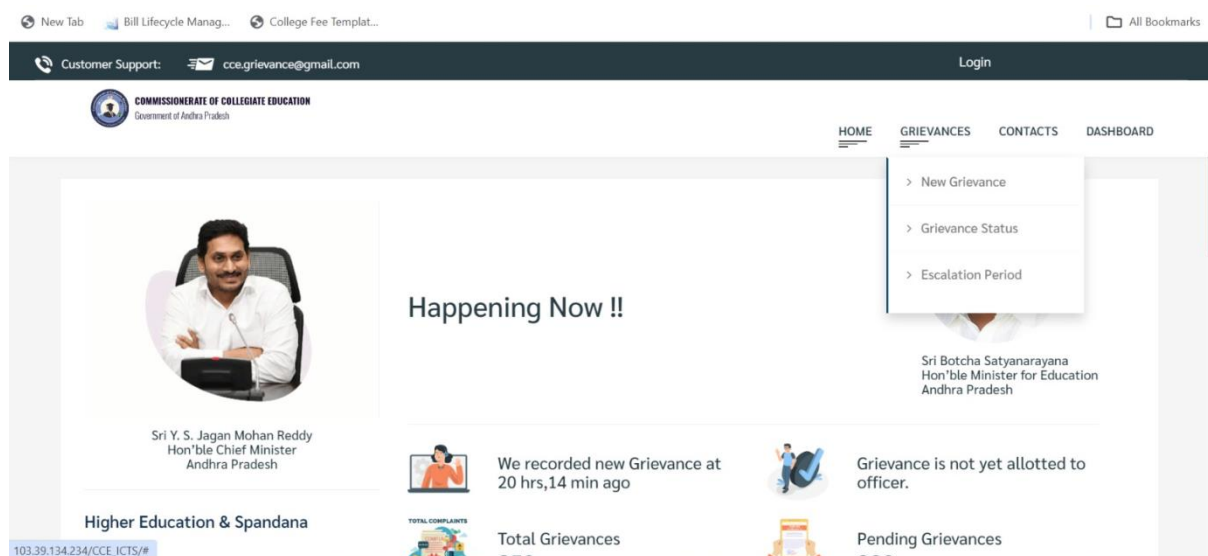 New Tab
Bill Lifecycle Manag...
College Fee Templat...
All Bookmarks
Customer Support:
cce.grievance@gmail.com
Login
COMMISSIONERATE OF COLLEGIATE EDUCATION
Government of Andhra Pradesh
HOME
GRIEVANCES
CONTACTS
DASHBOARD
> New Grievance
> Grievance Status
> Escalation Period
Happening Now !!
Sri Botcha Satyanarayana
Hon'ble Minister for Education
Andhra Pradesh
Sri Y. S. Jagan Mohan Reddy
Hon'ble Chief Minister
Andhra Pradesh
We recorded new Grievance at
20 hrs,14 min ago
Grievance is not yet allotted to
officer.
Higher Education & Spandana
TOTAL COMPLAINTS
Total Grievances
Pending Grievances
103.39.134.234/CCE_ICTS/#